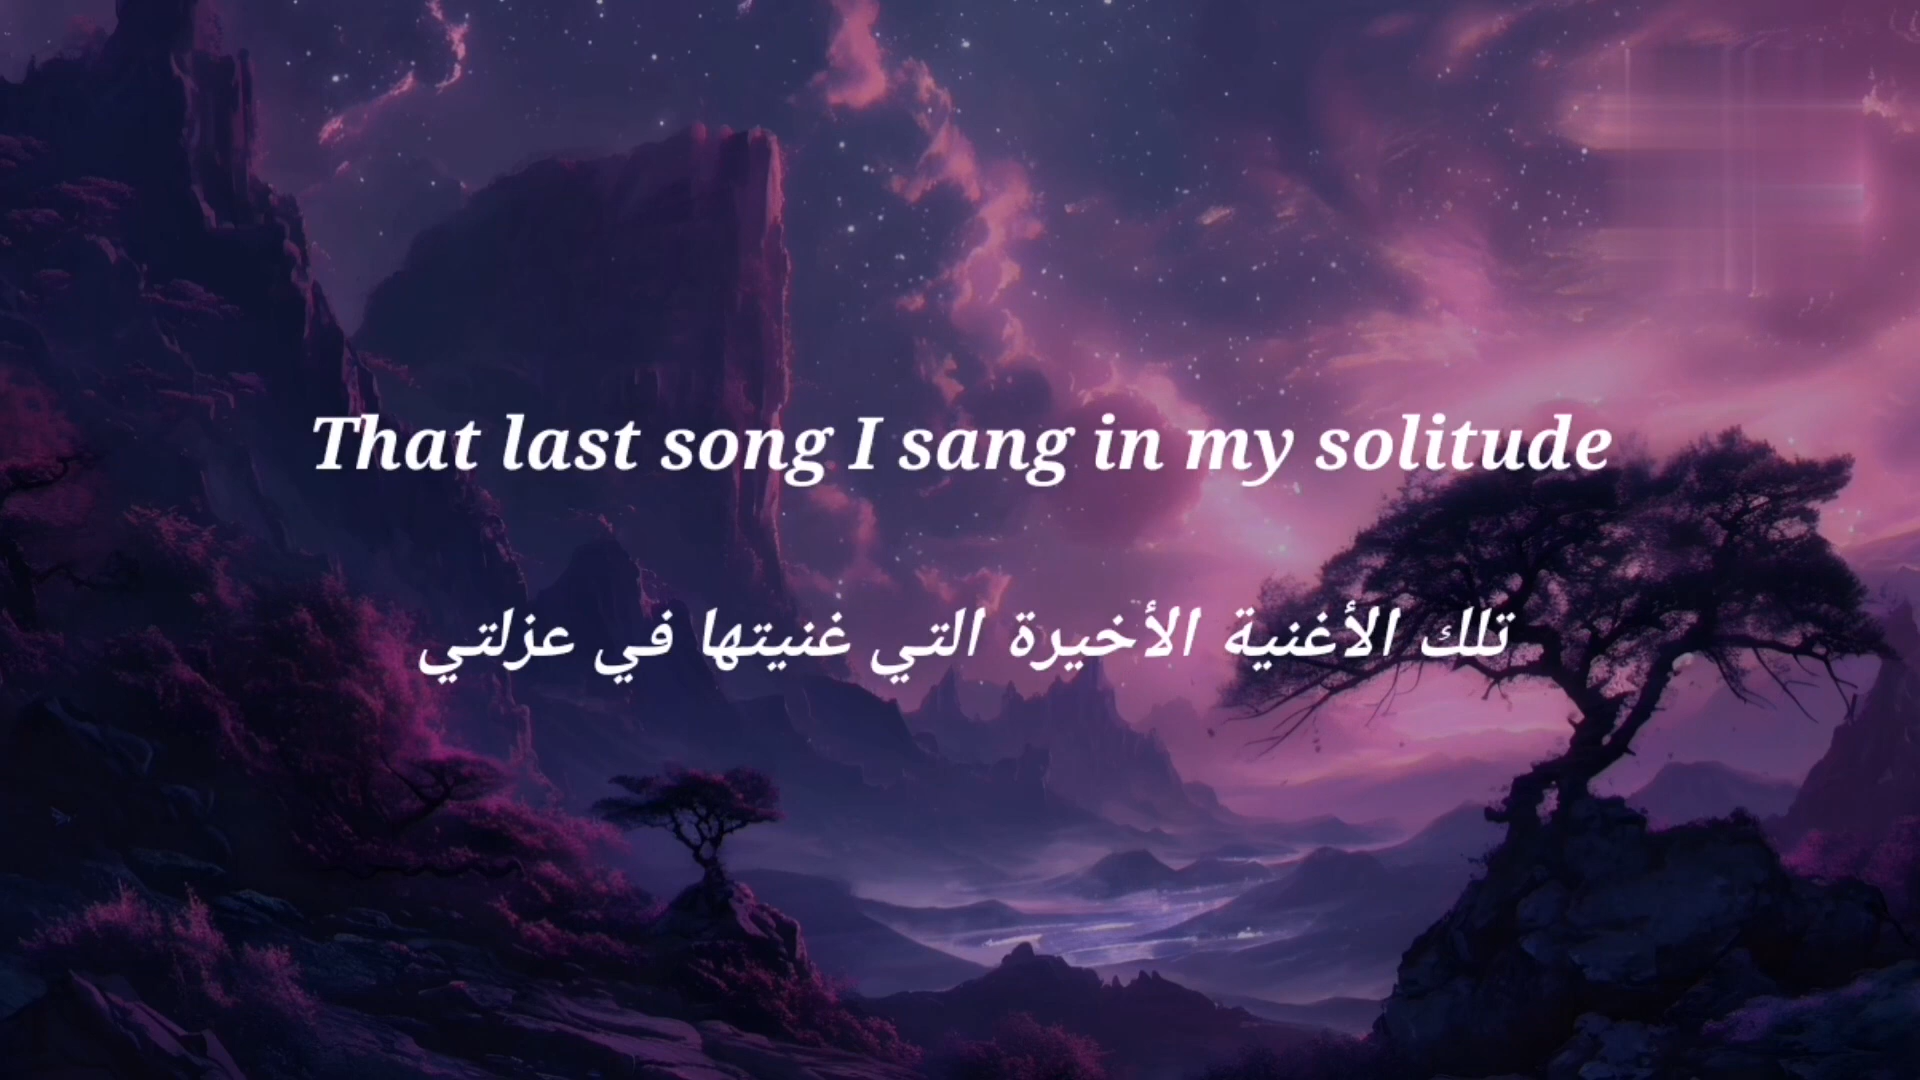 That last song I sang in my solitude
تلك الأغنية الأخيرة التي غنيتها في عزلتي